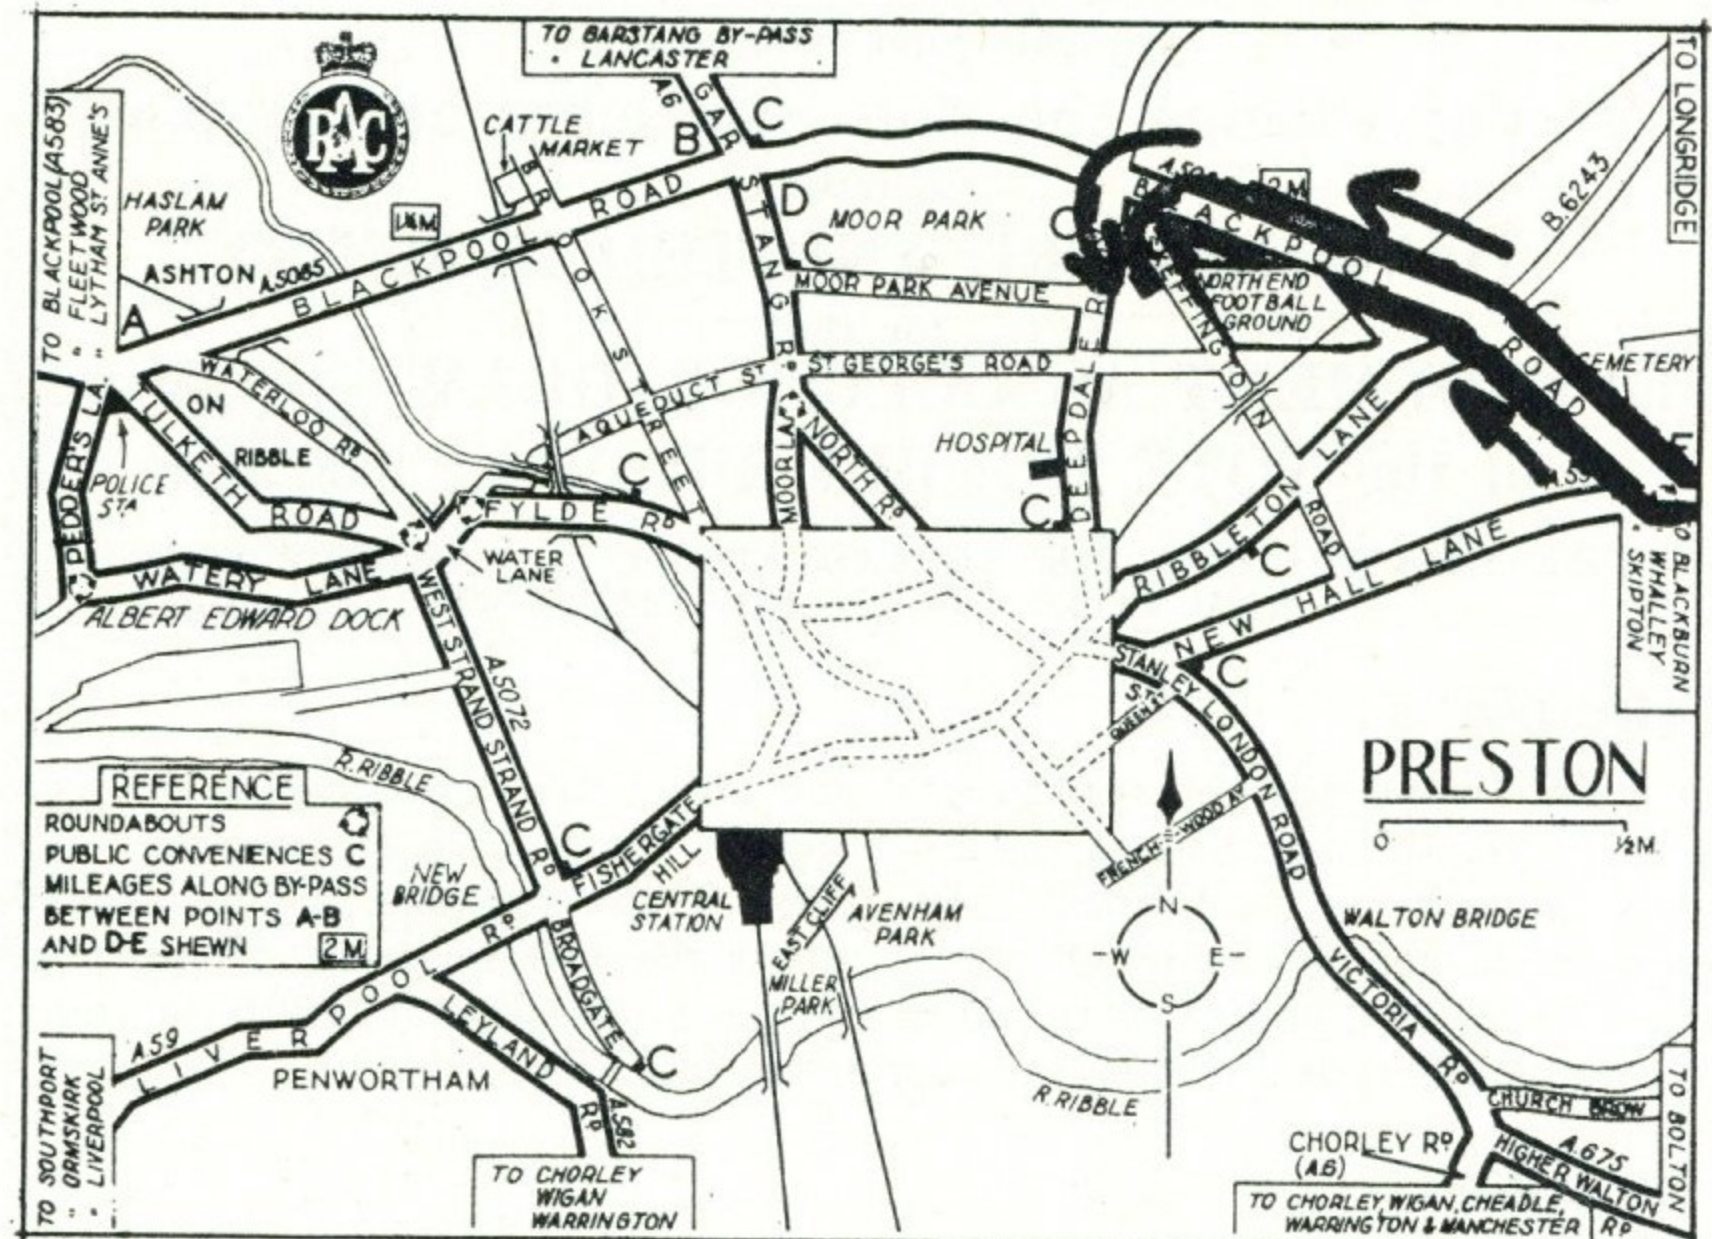 TO GARSTANG BY-PASS
" LANCASTER
TO BLACKPOOL (A583)
" FLEETWOOD
" LYTHAM ST ANNE'S
RAC
CATTLE
MARKET
A6
GARSTANG RD
B
C
TO LONGRIDGE
HASLAM
PARK
1¼M
BROOK STREET
BLACKPOOL ROAD
D
MOOR PARK
C
C
BLACKPOOL ROAD
2M
B.6243
ASHTON
A.5085
A
MOOR PARK AVENUE
NORTH END
FOOTBALL
GROUND
SKEFFINGTON ROAD
C
CEMETERY
PEDDER'S LA
TULKETH ROAD
WATERLOO RD
ON
RIBBLE
AQUEDUCT ST
ST GEORGE'S ROAD
DEEPDALE RD
MOOR LA
NORTH RD
HOSPITAL
C
C
POLICE
STA
FYLDE RD
RIBBLETON LANE
C
WATER
LANE
WATERY LANE
NEW HALL LANE
TO BLACKBURN
" WHALLEY
SKIPTON
ALBERT EDWARD DOCK
WEST STRAND
STRAND RD
A.5072
STANLEY
ST
C
QUEEN ST
LONDON ROAD
R. RIBBLE
PRESTON
0 ½M.
REFERENCE
ROUNDABOUTS
PUBLIC CONVENIENCES C
MILEAGES ALONG BY-PASS
BETWEEN POINTS A-B
AND D-E SHEWN 2M
NEW
BRIDGE
C
FISHERGATE
HILL
FRENCHWOOD AV
CENTRAL
STATION
EAST CLIFF
AVENHAM
PARK
MILLER
PARK
N
W E
S
WALTON BRIDGE
VICTORIA RD
BROADGATE
C
LIVERPOOL RD
LEYLAND RD
A59
A.582
PENWORTHAM
R. RIBBLE
TO SOUTHPORT
" ORMSKIRK
" LIVERPOOL
TO CHORLEY
WIGAN
WARRINGTON
CHORLEY RD
(A6)
CHURCH BROW
A.675
HIGHER WALTON RD
TO BOLTON
TO CHORLEY, WIGAN, CHEADLE,
WARRINGTON & MANCHESTER